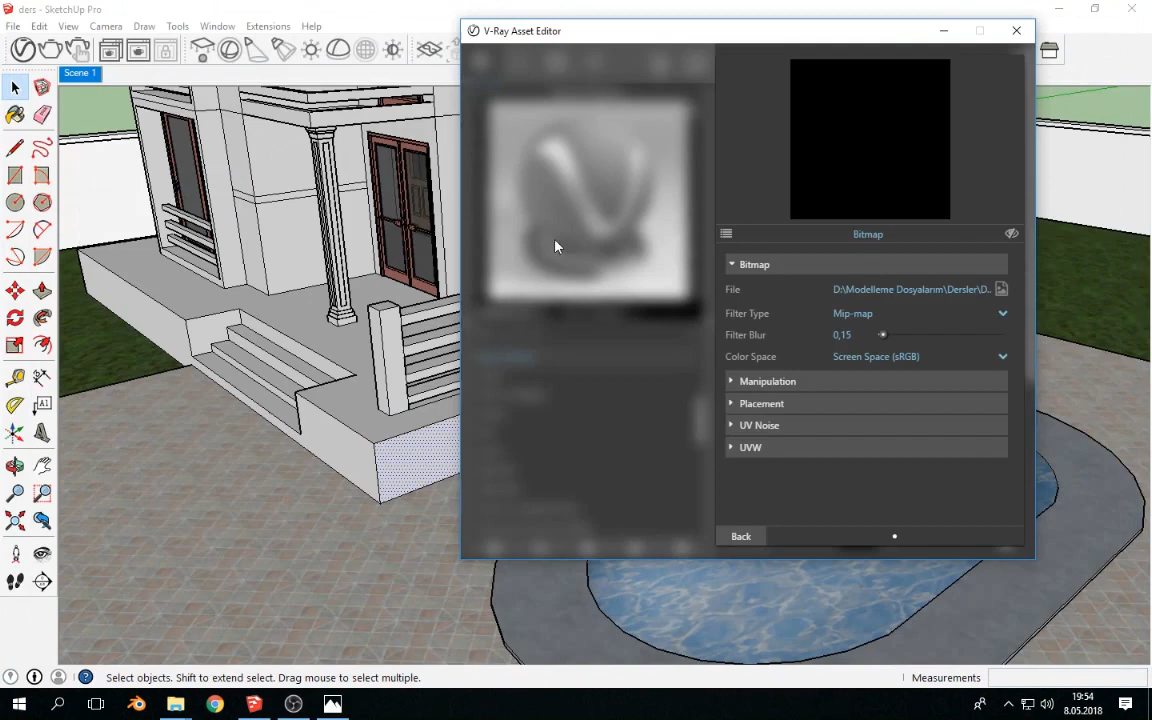 ders - SketchUp Pro
File Edit View Camera Draw Tools Window Extensions Help
Scene 1
V-Ray Asset Editor
Bitmap
Bitmap
File D:\Modelleme Dosyalarım\Dersler\D..
Filter Type Mip-map
Filter Blur 0,15
Color Space Screen Space (sRGB)
Manipulation
Placement
UV Noise
UVW
Back
A1
Select objects. Shift to extend select. Drag mouse to select multiple.
Measurements
19:54
8.05.2018